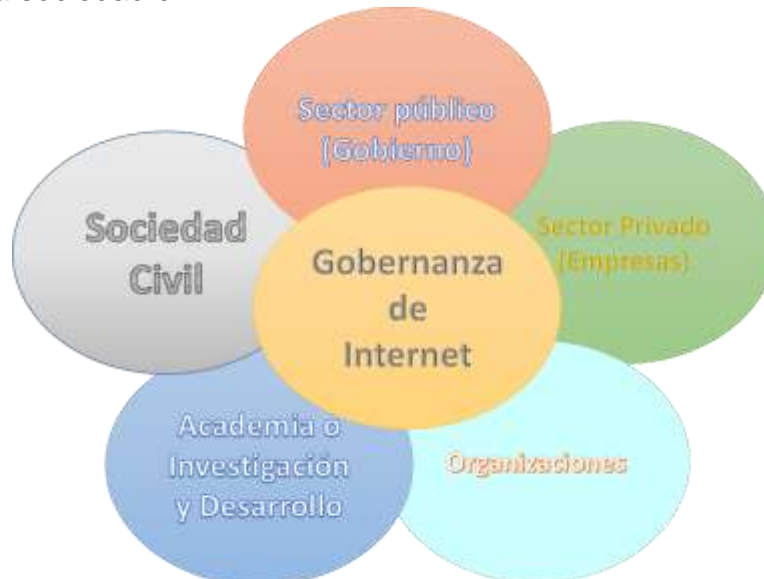 Sector público
(Gobierno)
Sociedad
Civil
Sector Privado
(Empresas)
Gobernanza
de
Internet
Academia o
Investigación
y Desarrollo
Organizaciones